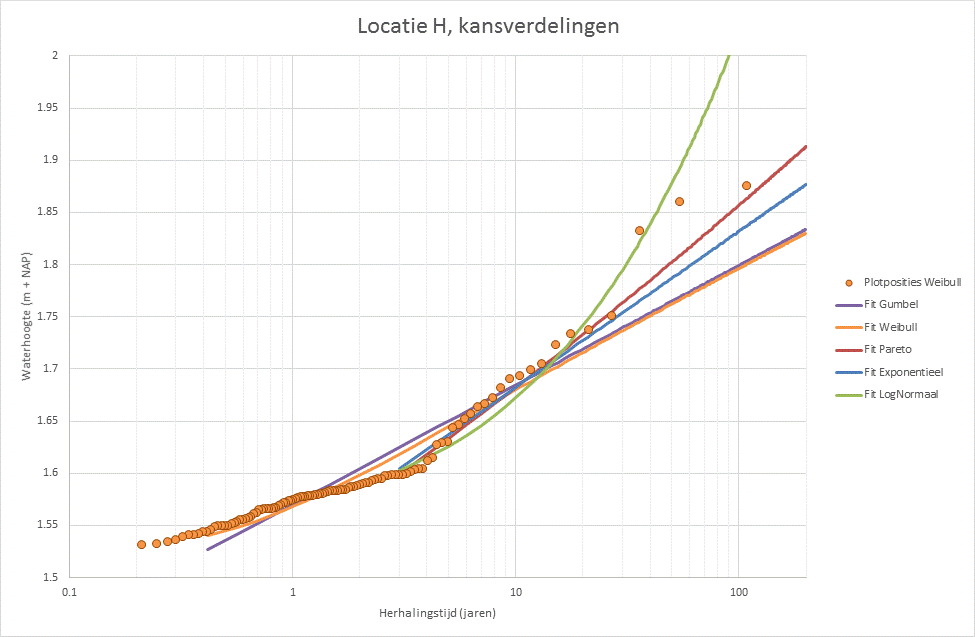 Locatie H, kansverdelingen
2
1.95
1.9
1.85
1.8
1.75
1.7
1.65
1.6
1.55
1.5
Waterhoogte (m + NAP)
0.1
1
10
100
Herhalingstijd (jaren)
Plotposities Weibull
Fit Gumbel
Fit Weibull
Fit Pareto
Fit Exponentieel
Fit LogNormaal